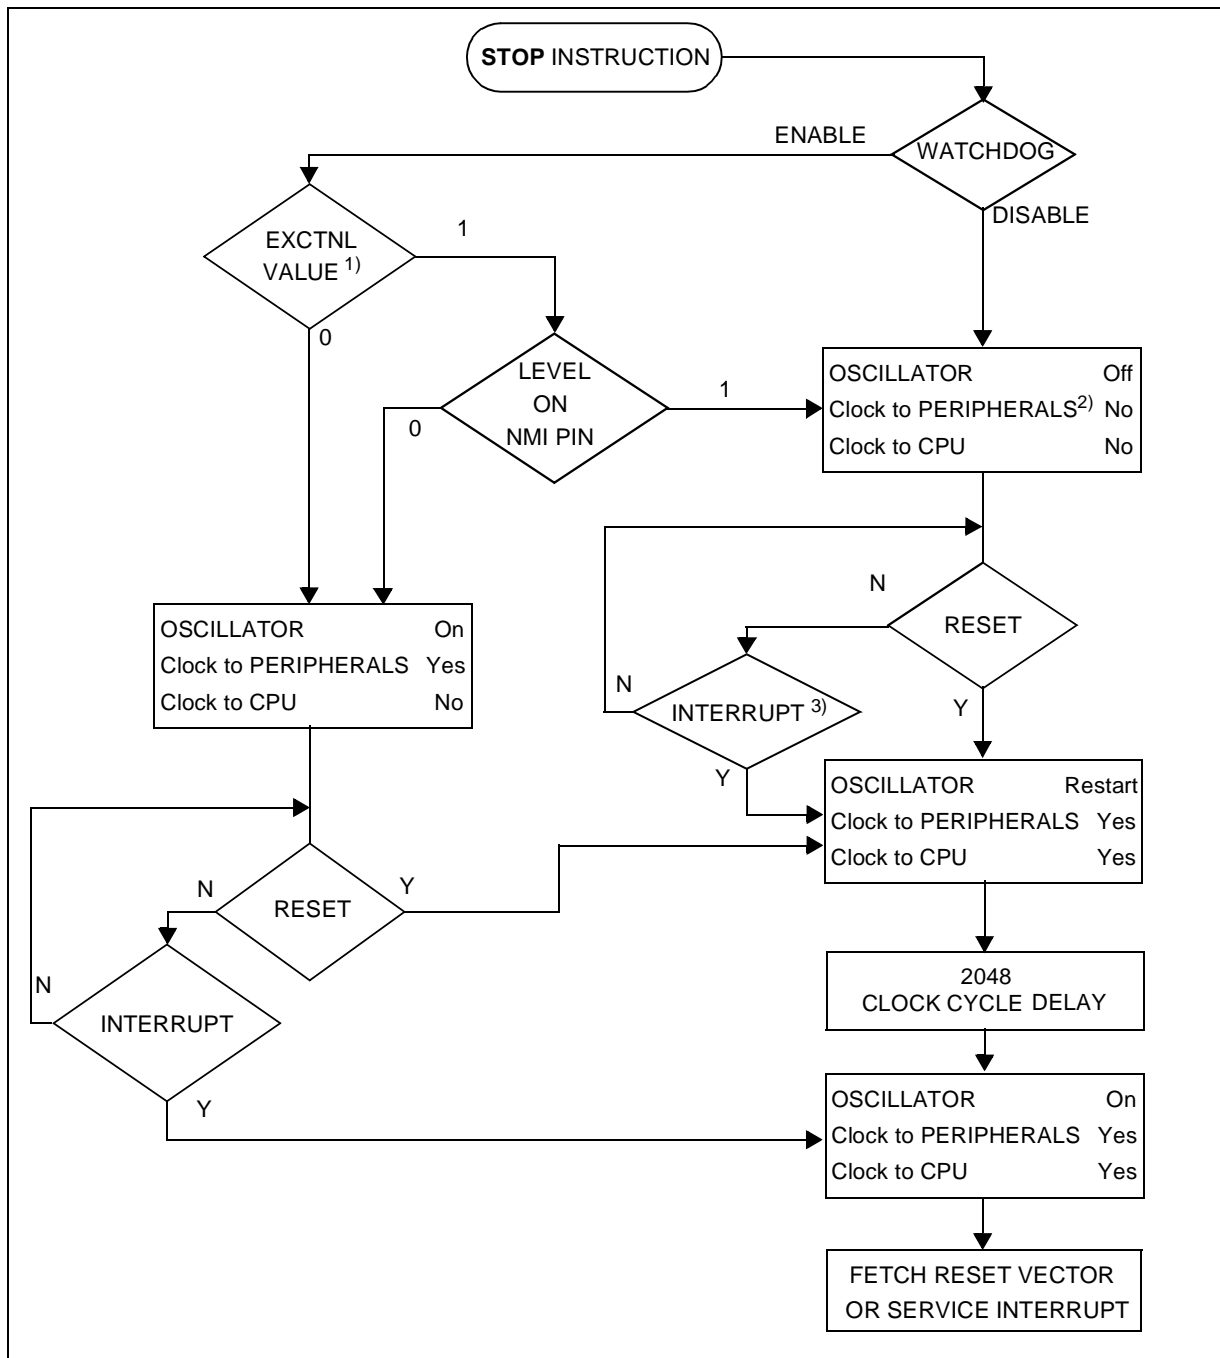 STOP INSTRUCTION
ENABLE
WATCHDOG
DISABLE
EXCTNL
VALUE 1)
1
0
LEVEL
ON
NMI PIN
1
0
OSCILLATOR Off
Clock to PERIPHERALS2) No
Clock to CPU No
N
RESET
Y
OSCILLATOR On
Clock to PERIPHERALS Yes
Clock to CPU No
N
INTERRUPT 3)
Y
OSCILLATOR Restart
Clock to PERIPHERALS Yes
Clock to CPU Yes
N
RESET
Y
N
INTERRUPT
Y
2048
CLOCK CYCLE DELAY
OSCILLATOR On
Clock to PERIPHERALS Yes
Clock to CPU Yes
FETCH RESET VECTOR
OR SERVICE INTERRUPT